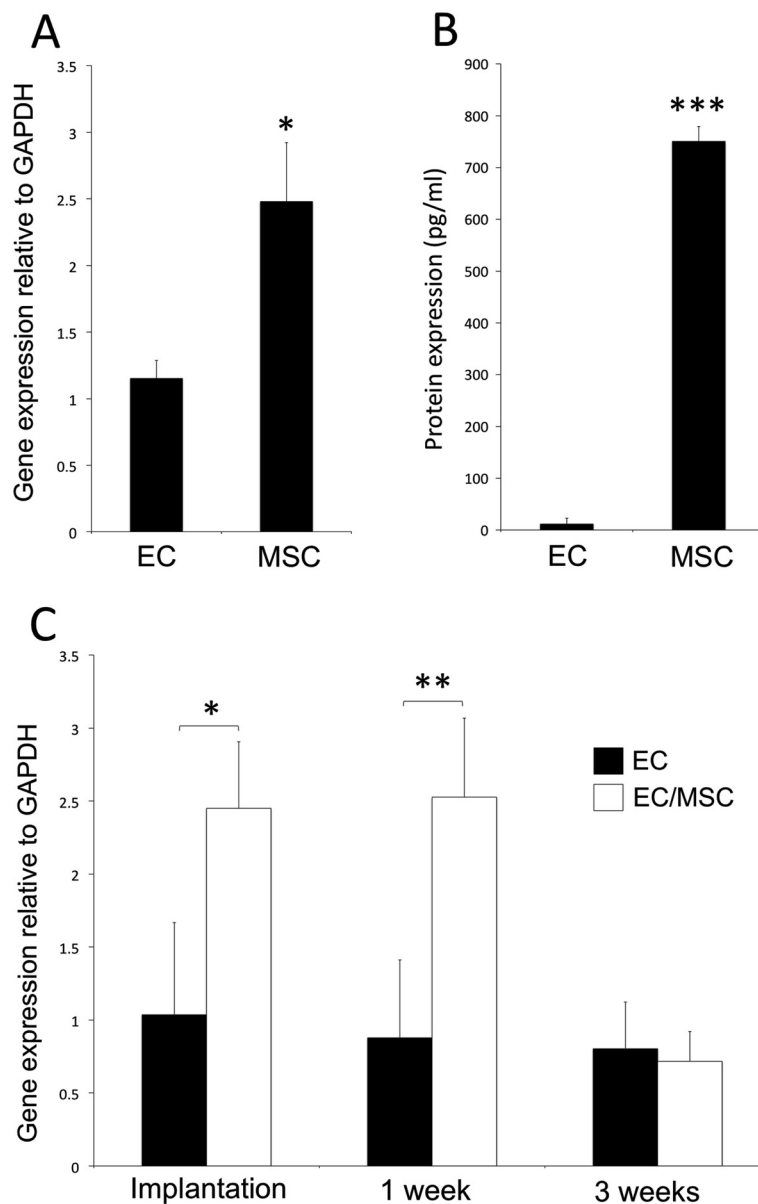 A
Gene expression relative to GAPDH
3.5
3
2.5
2
1.5
1
0.5
0
*
EC
MSC
B
Protein expression (pg/ml)
900
800
700
600
500
400
300
200
100
0
***
EC
MSC
C
Gene expression relative to GAPDH
3.5
3
2.5
2
1.5
1
0.5
0
*
**
EC
EC/MSC
Implantation
1 week
3 weeks